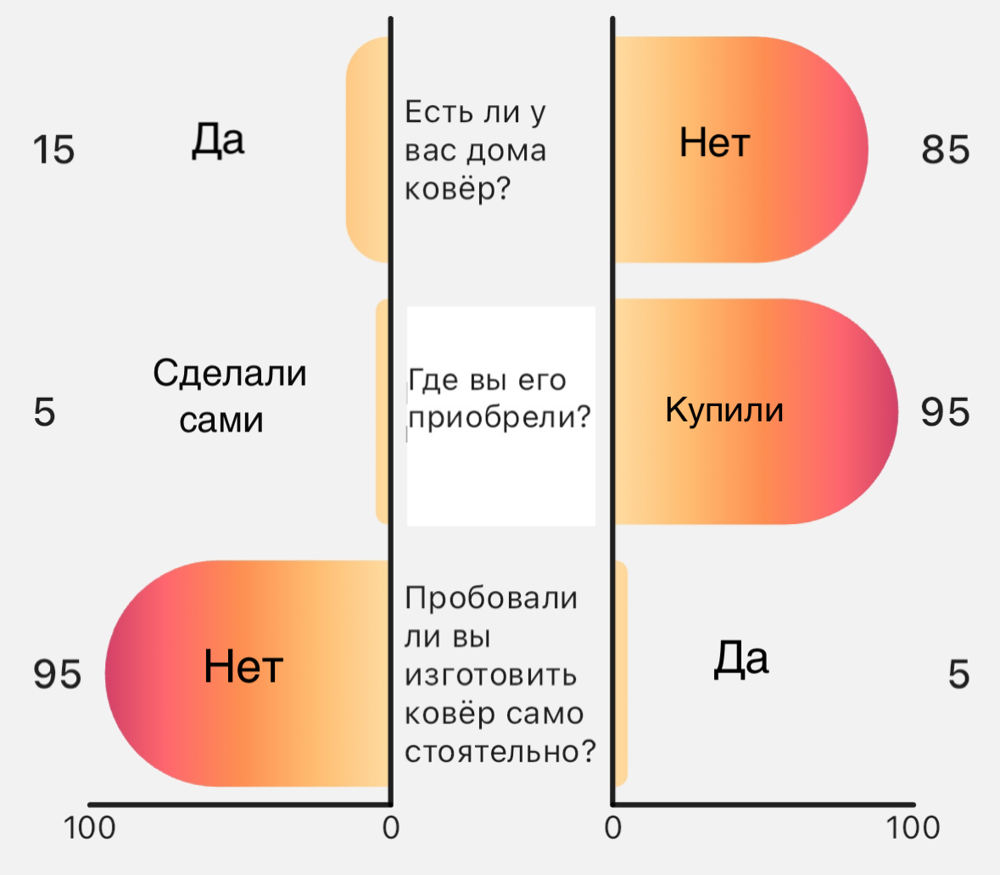 15
Да
Есть ли у
вас дома
ковёр?
Нет
85
5
Сделали
сами
Где вы его
приобрели?
Купили
95
95
Нет
Пробовали
ли вы
изготовить
ковёр само
стоятельно?
Да
5
100
0
0
100